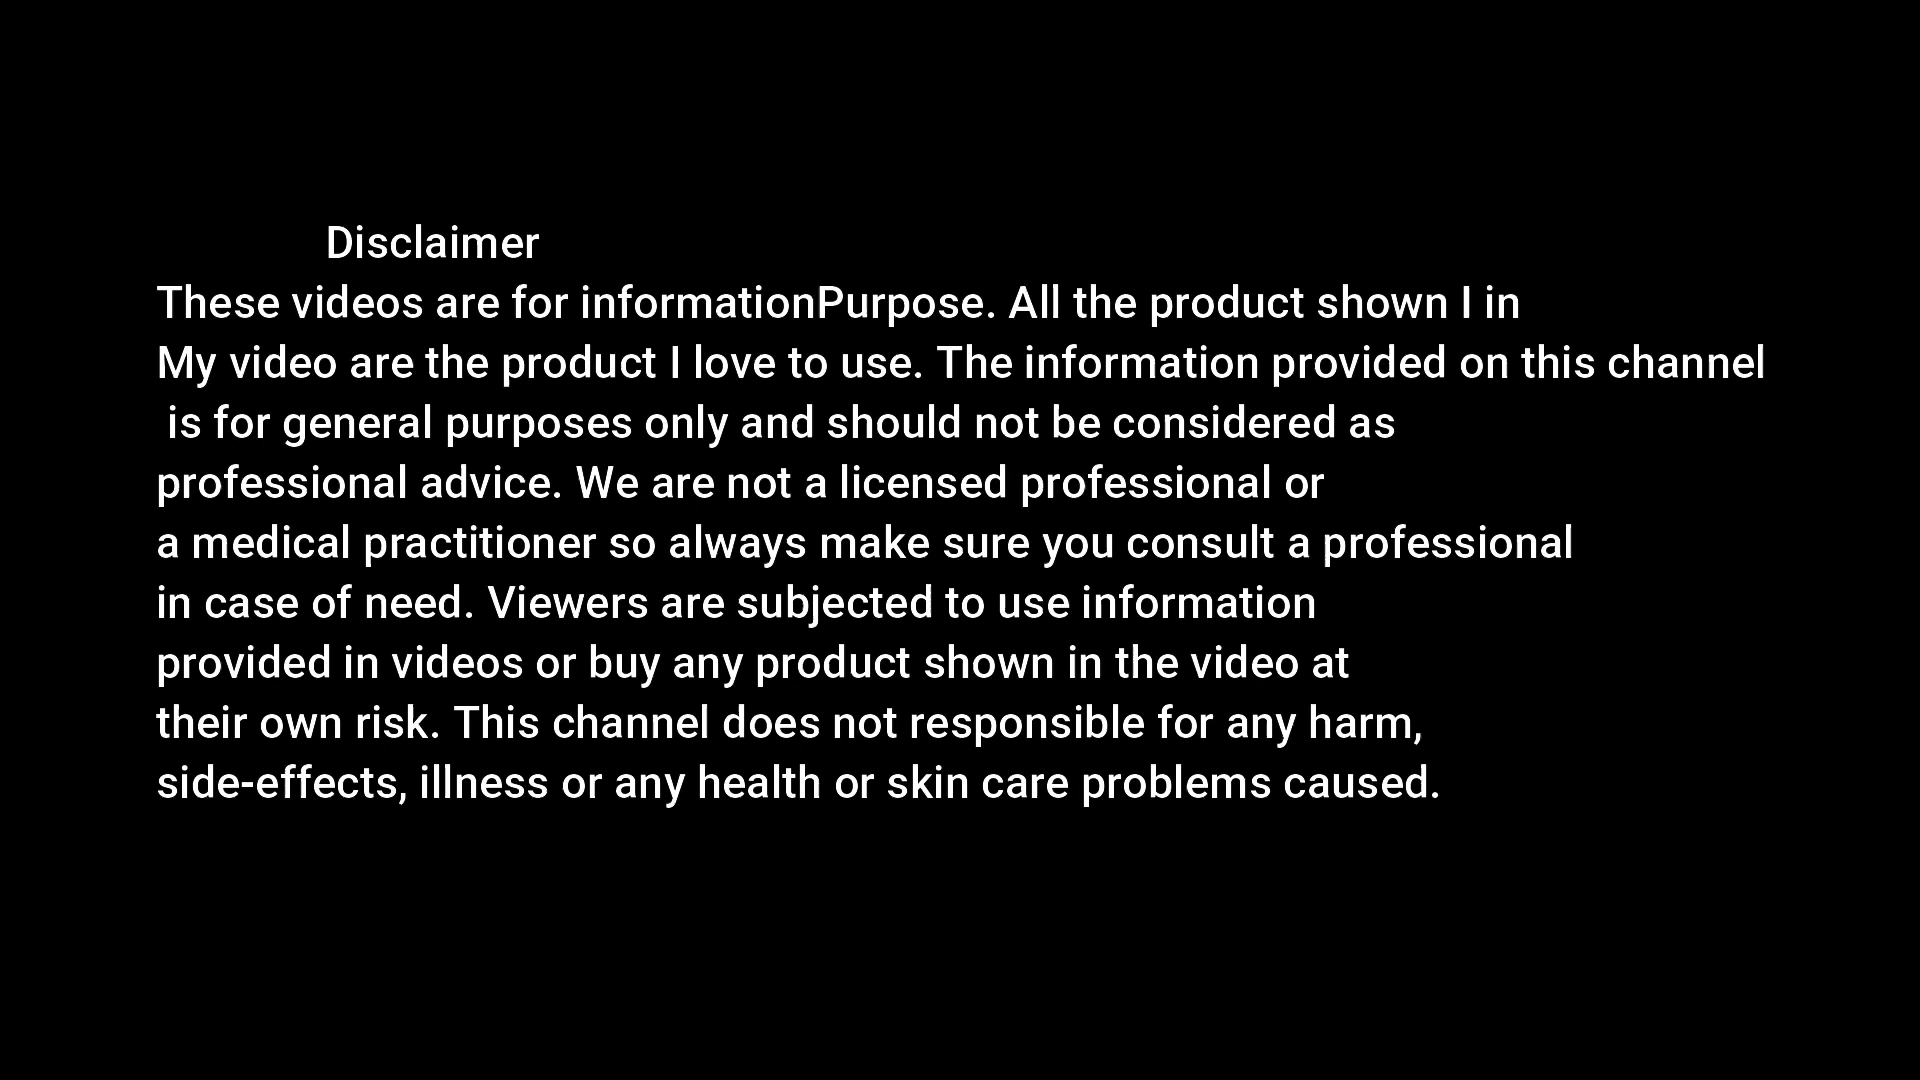 Disclaimer
These videos are for informationPurpose. All the product shown I in
My video are the product I love to use. The information provided on this channel
is for general purposes only and should not be considered as
professional advice. We are not a licensed professional or
a medical practitioner so always make sure you consult a professional
in case of need. Viewers are subjected to use information
provided in videos or buy any product shown in the video at
their own risk. This channel does not responsible for any harm,
side-effects, illness or any health or skin care problems caused.